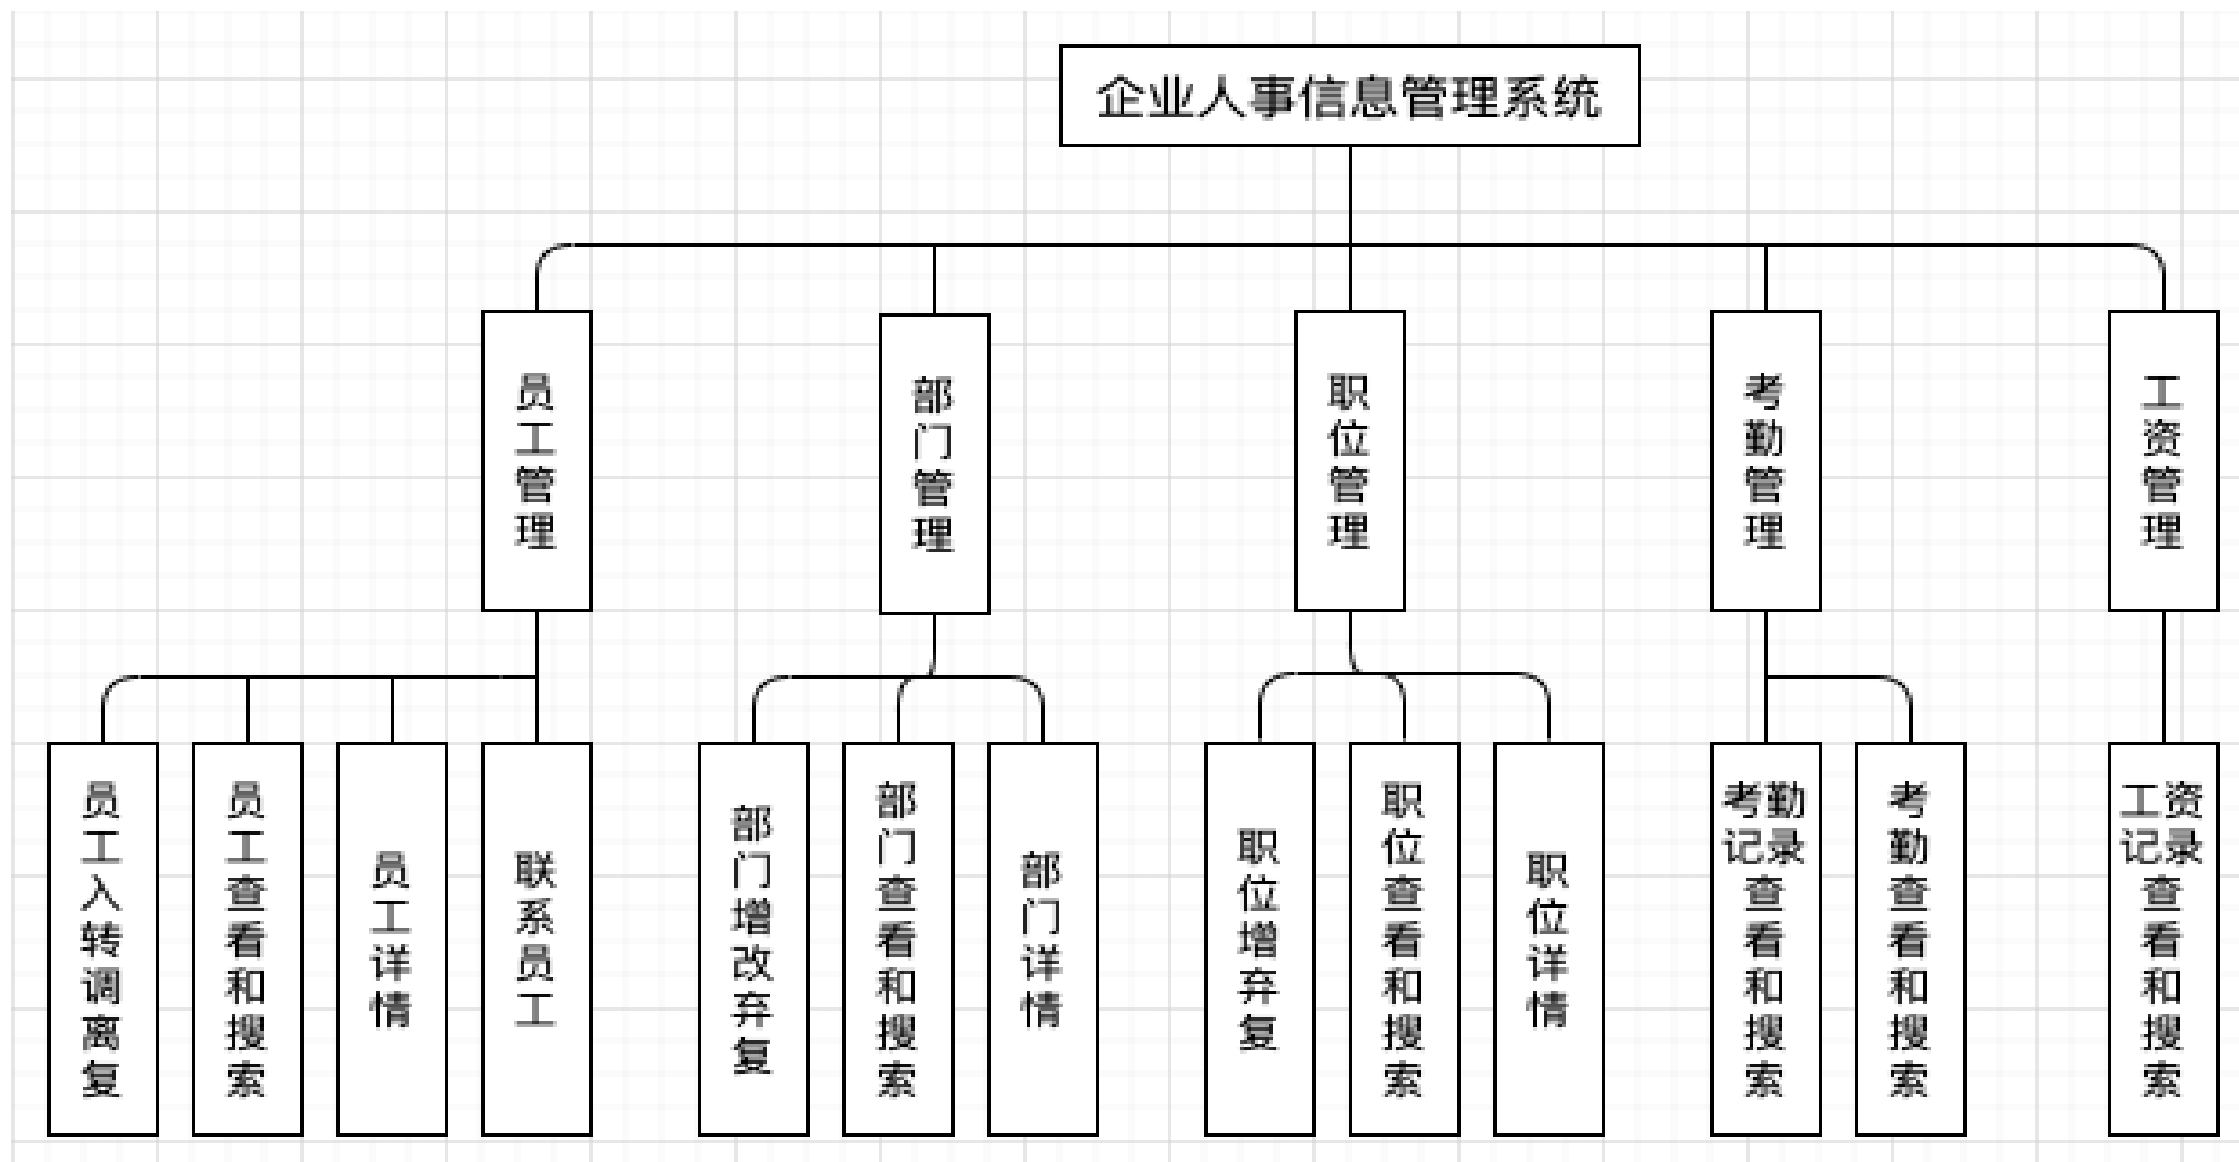 企业人事信息管理系统
员工管理
部门管理
职位管理
考勤管理
工资管理
员工入转调离复
员工查看和搜索
员工详情
联系员工
部门增改弃复
部门查看和搜索
部门详情
职位增弃复
职位查看和搜索
职位详情
考勤记录查看和搜索
考勤查看和搜索
工资记录查看和搜索